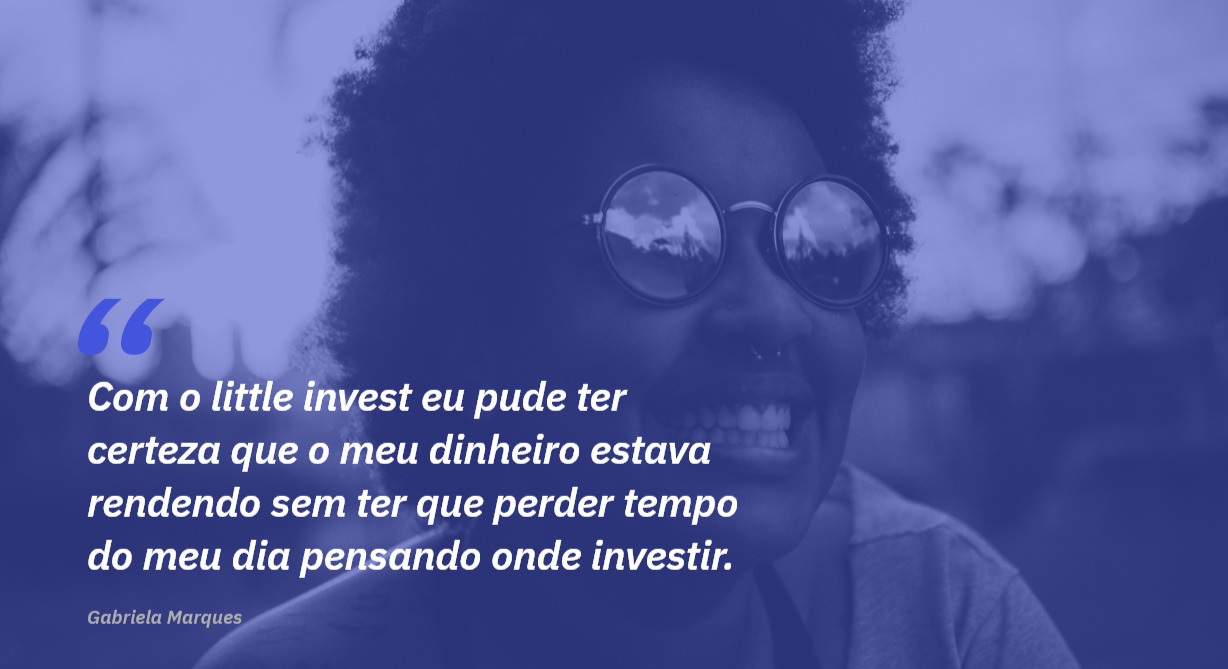 “
Com o little invest eu pude ter
certeza que o meu dinheiro estava
rendendo sem ter que perder tempo
do meu dia pensando onde investir.
Gabriela Marques